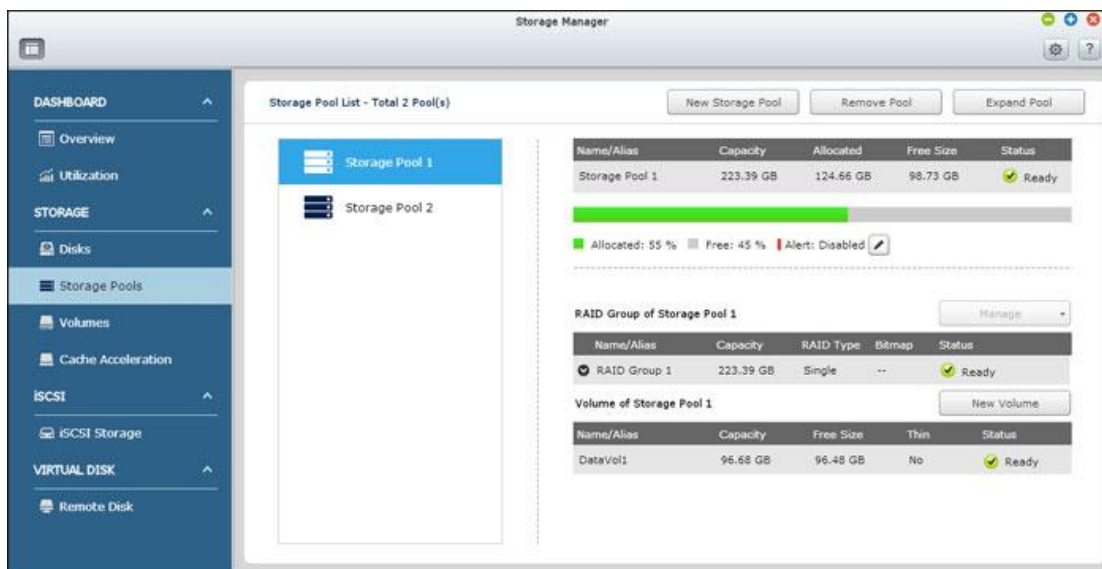 Storage Manager
?
DASHBOARD
Overview
Utilization
STORAGE
Disks
Storage Pools
Volumes
Cache Acceleration
iSCSI
iSCSI Storage
VIRTUAL DISK
Remote Disk
Storage Pool List - Total 2 Pool(s)
New Storage Pool Remove Pool Expand Pool
Storage Pool 1
Storage Pool 2
Name/Alias Capacity Allocated Free Size Status
Storage Pool 1 223.39 GB 124.66 GB 98.73 GB Ready
Allocated: 55 % Free: 45 % Alert: Disabled
RAID Group of Storage Pool 1 Manage
Name/Alias Capacity RAID Type Bitmap Status
RAID Group 1 223.39 GB Single -- Ready
Volume of Storage Pool 1 New Volume
Name/Alias Capacity Free Size Thin Status
DataVol1 96.68 GB 96.48 GB No Ready